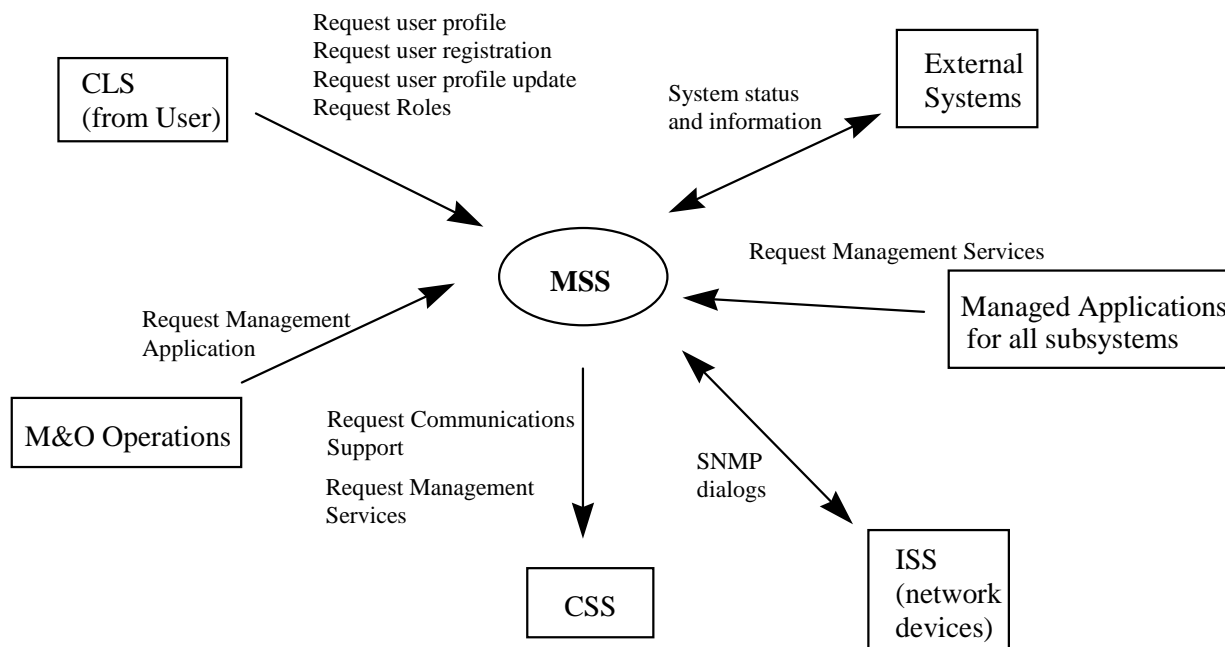 Request user profile
Request user registration
Request user profile update
Request Roles
CLS
(from User)
External
Systems
System status
and information
MSS
Request Management Services
Managed Applications
for all subsystems
Request Management
Application
M&O Operations
Request Communications
Support
Request Management
Services
SNMP
dialogs
CSS
ISS
(network
devices)